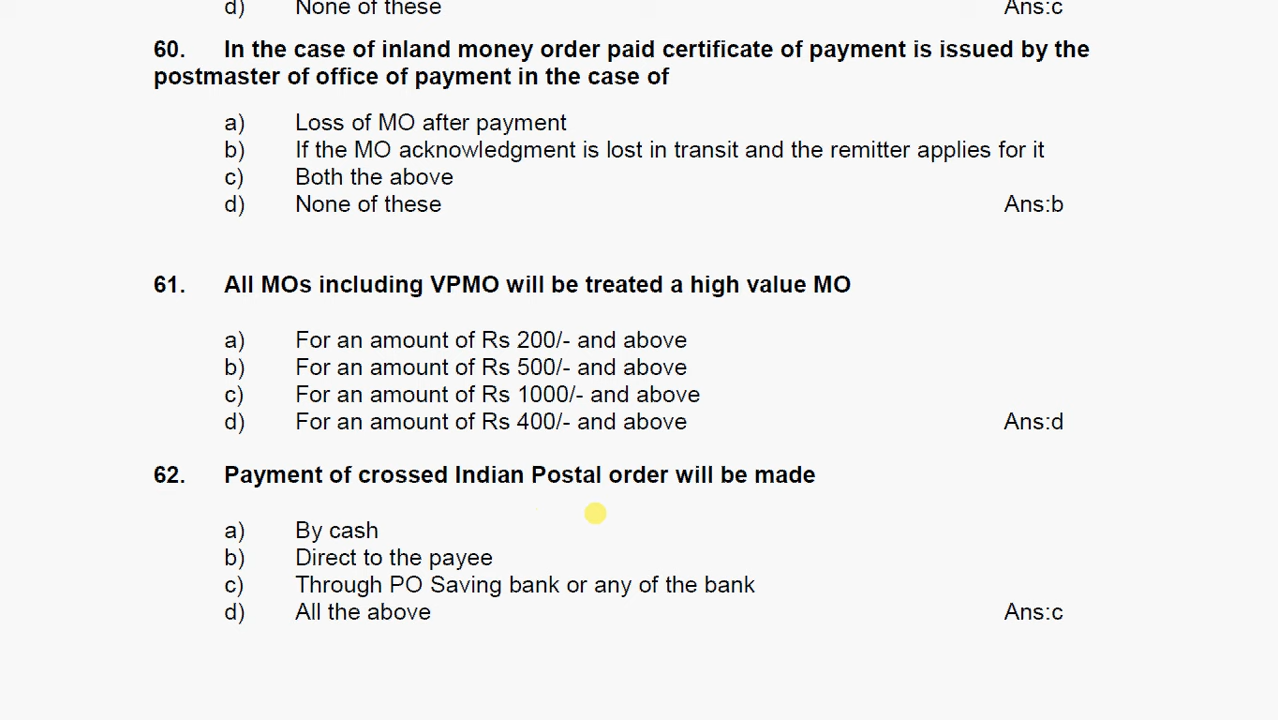 d) None of these Ans:c
60. In the case of inland money order paid certificate of payment is issued by the
postmaster of office of payment in the case of
a) Loss of MO after payment
b) If the MO acknowledgment is lost in transit and the remitter applies for it
c) Both the above
d) None of these Ans:b
61. All MOs including VPMO will be treated a high value MO
a) For an amount of Rs 200/- and above
b) For an amount of Rs 500/- and above
c) For an amount of Rs 1000/- and above
d) For an amount of Rs 400/- and above Ans:d
62. Payment of crossed Indian Postal order will be made
a) By cash
b) Direct to the payee
c) Through PO Saving bank or any of the bank
d) All the above Ans:c